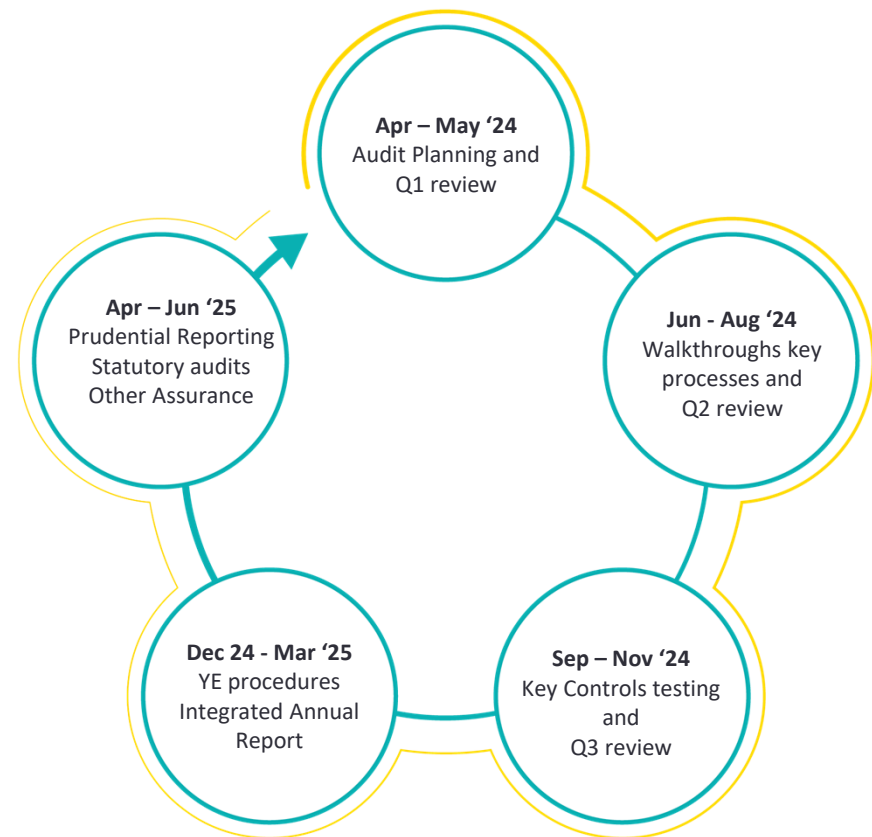 Apr – May ‘24
Audit Planning and
Q1 review
Jun - Aug ‘24
Walkthroughs key
processes and
Q2 review
Sep – Nov ‘24
Key Controls testing
and
Q3 review
Dec 24 - Mar ‘25
YE procedures
Integrated Annual
Report
Apr – Jun ‘25
Prudential Reporting
Statutory audits
Other Assurance